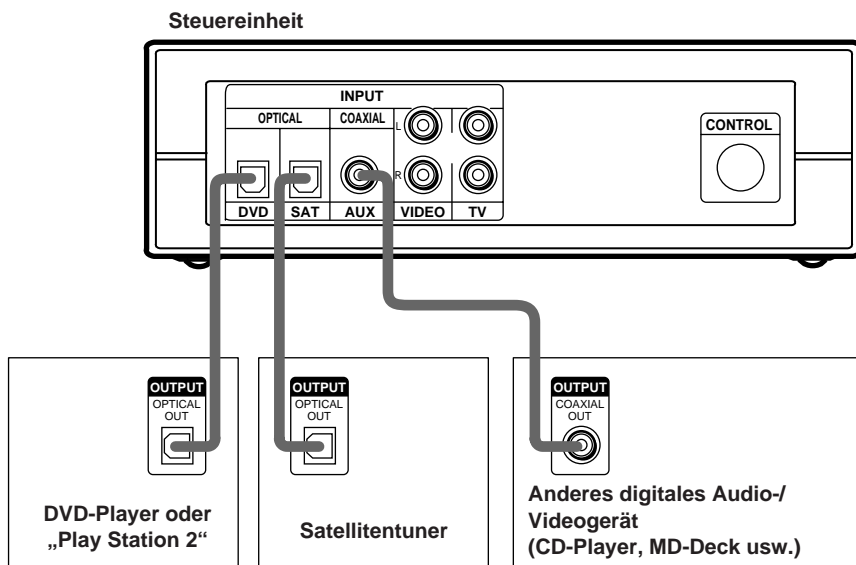 Steuereinheit
INPUT
OPTICAL COAXIAL
L
CONTROL
R
DVD SAT AUX VIDEO TV
OUTPUT
OPTICAL
OUT
DVD-Player oder
„Play Station 2“
OUTPUT
OPTICAL
OUT
Satellitentuner
OUTPUT
COAXIAL
OUT
Anderes digitales Audio-/
Videogerät
(CD-Player, MD-Deck usw.)